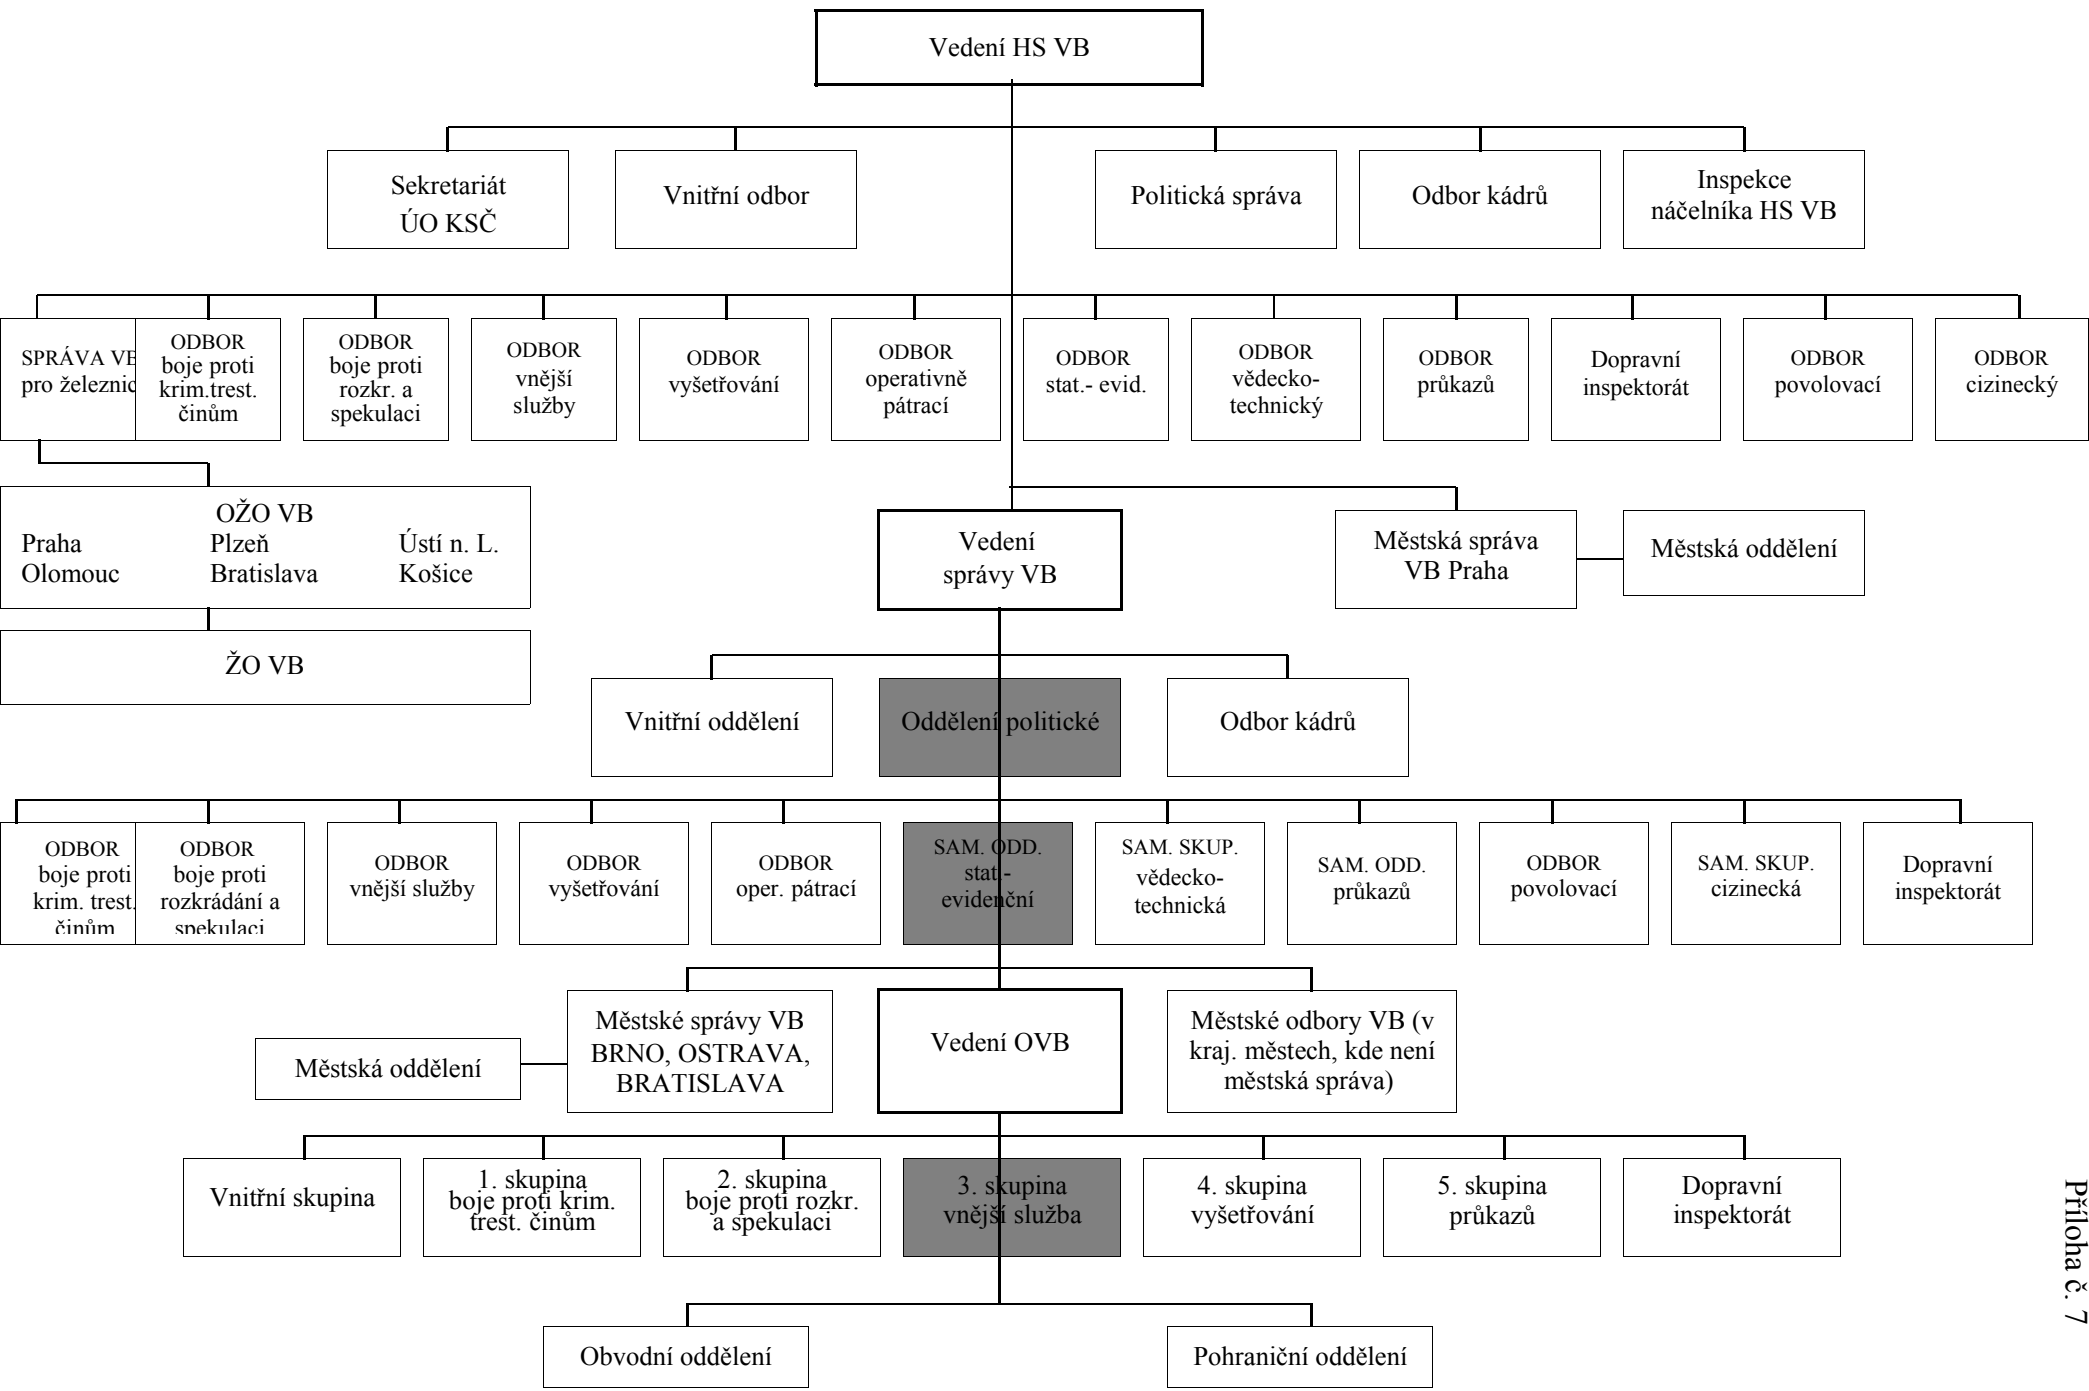 Vedení HS VB
Sekretariát
ÚO KSČ
Vnitřní odbor
Politická správa
Odbor kádrů
Inspekce
náčelníka HS VB
SPRÁVA VB
pro železnic
ODBOR
boje proti
krim.trest.
činům
ODBOR
boje proti
rozkr. a
spekulaci
ODBOR
vnější
služby
ODBOR
vyšetřování
ODBOR
operativně
pátrací
ODBOR
stat.- evid.
ODBOR
vědecko-
technický
ODBOR
průkazů
Dopravní
inspektorát
ODBOR
povolovací
ODBOR
cizinecký
OŽO VB
Praha Plzeň Ústí n. L.
Olomouc Bratislava Košice
ŽO VB
Vedení
správy VB
Městská správa
VB Praha
Městská oddělení
Vnitřní oddělení
Oddělení politické
Odbor kádrů
ODBOR
boje proti
krim. trest.
činům
ODBOR
boje proti
rozkrádání a
spekulaci
ODBOR
vnější služby
ODBOR
vyšetřování
ODBOR
oper. pátrací
SAM. ODD.
stat.-
evidenční
SAM. SKUP.
vědecko-
technická
SAM. ODD.
průkazů
ODBOR
povolovací
SAM. SKUP.
cizinecká
Dopravní
inspektorát
Městská oddělení
Městské správy VB
BRNO, OSTRAVA,
BRATISLAVA
Vedení OVB
Městské odbory VB (v
kraj. městech, kde není
městská správa)
Vnitřní skupina
1. skupina
boje proti krim.
trest. činům
2. skupina
boje proti rozkr.
a spekulaci
3. skupina
vnější služba
4. skupina
vyšetřování
5. skupina
průkazů
Dopravní
inspektorát
Obvodní oddělení
Pohraniční oddělení
Příloha č. 7